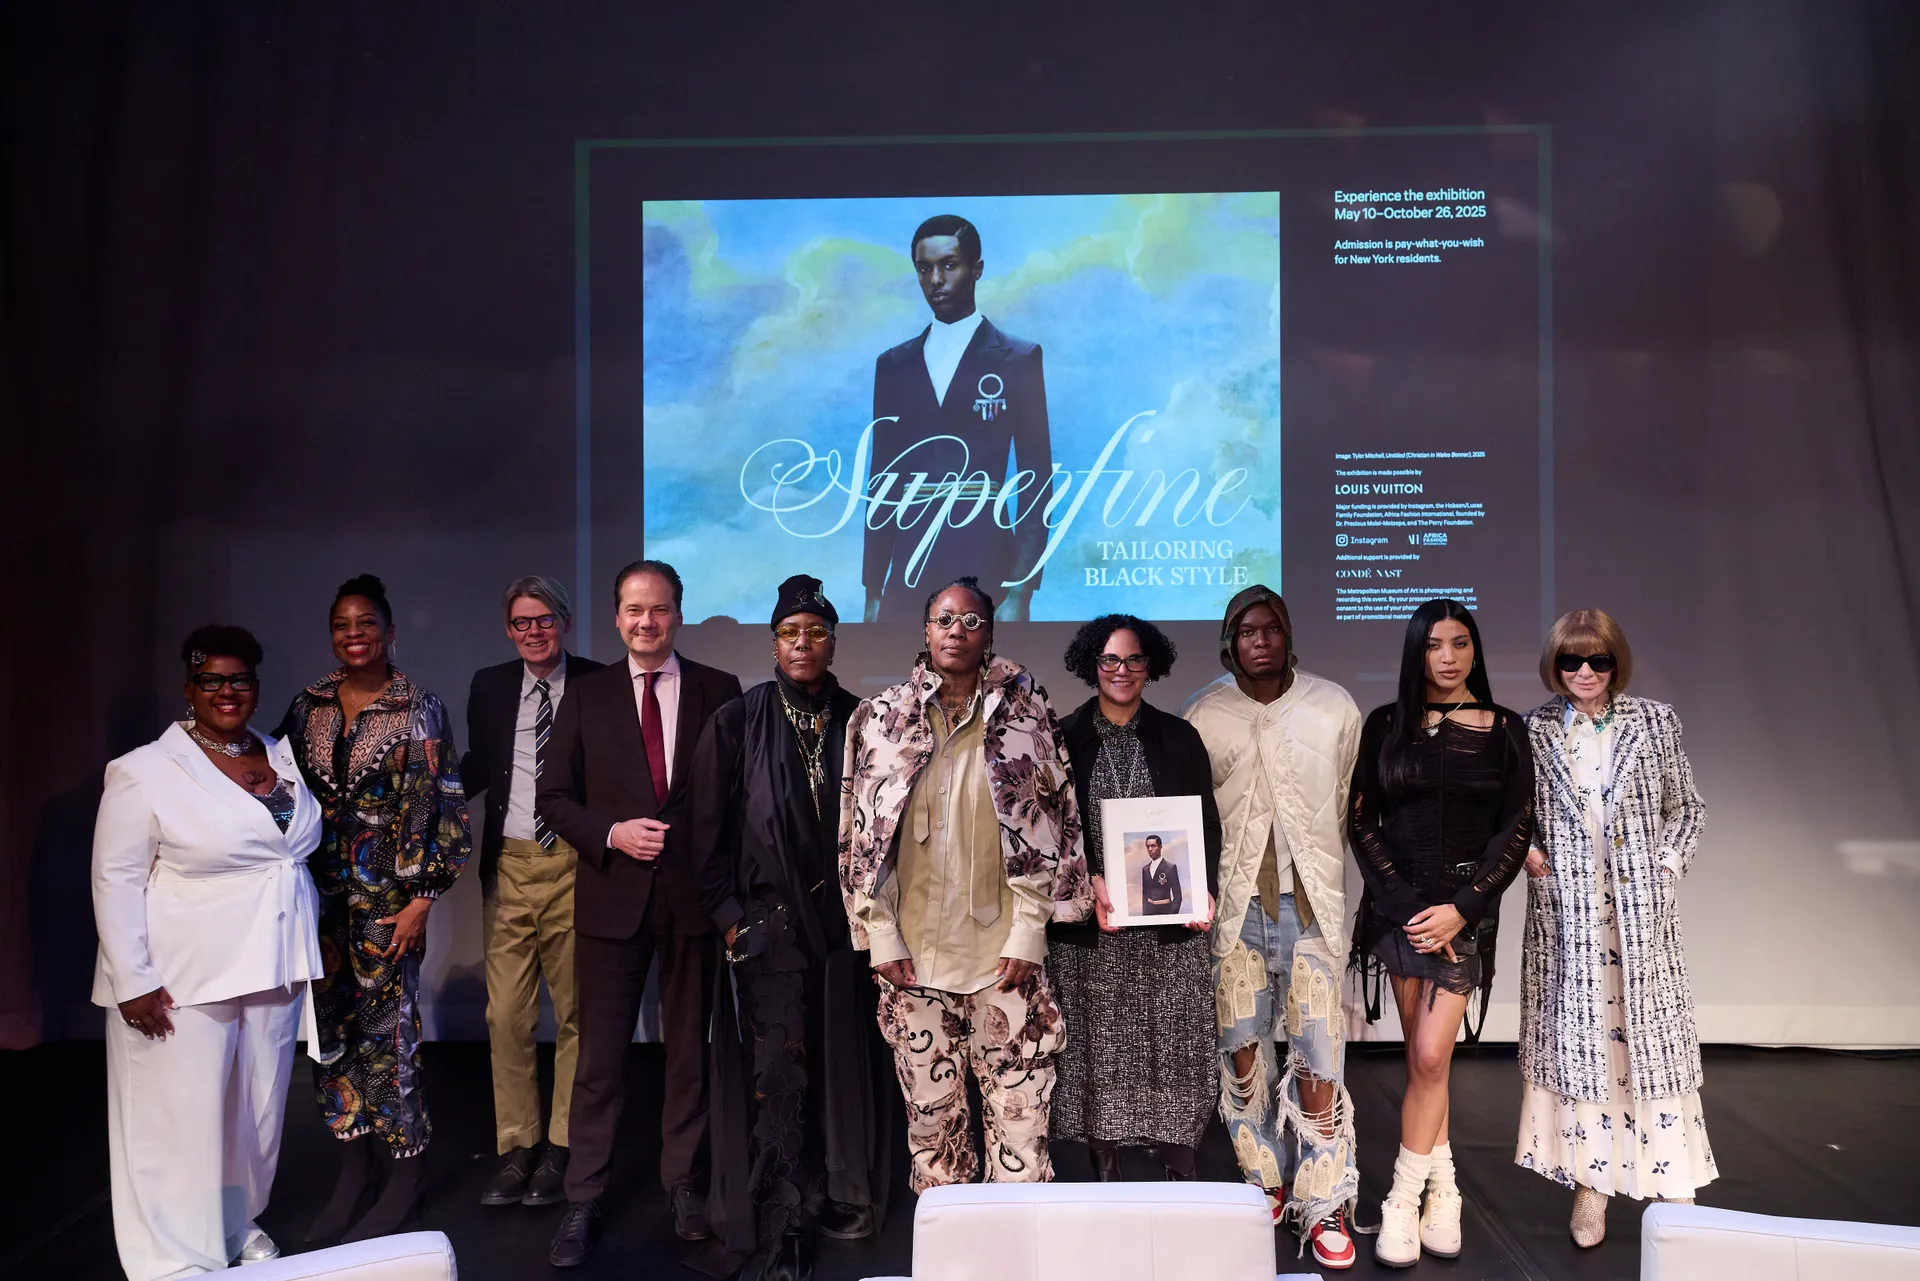 Experience the exhibition
May 10–October 26, 2025
Admission is pay-what-you-wish
for New York residents.
Superfine
TAILORING
BLACK STYLE
Image: Tyler Mitchell, Untitled (Christian in Wales Bonner), 2025
The exhibition is made possible by
LOUIS VUITTON
Major funding is provided by Instagram, the Hobson/Lucas
Family Foundation, Africa Fashion International, founded by
Dr. Precious Moloi-Motsepe, and The Perry Foundation.
Instagram
AFRICA
FASHION
Additional support is provided by
CONDÉ NAST
The Metropolitan Museum of Art is photographing and
recording this event. By your presence at this event, you
consent to the use of your
as part of promotional